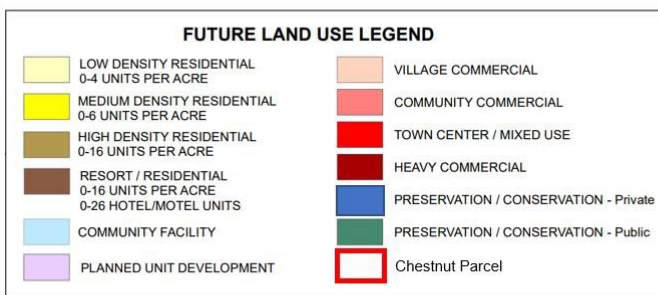 FUTURE LAND USE LEGEND
LOW DENSITY RESIDENTIAL
0-4 UNITS PER ACRE
MEDIUM DENSITY RESIDENTIAL
0-6 UNITS PER ACRE
HIGH DENSITY RESIDENTIAL
0-16 UNITS PER ACRE
RESORT / RESIDENTIAL
0-16 UNITS PER ACRE
0-26 HOTEL/MOTEL UNITS
COMMUNITY FACILITY
PLANNED UNIT DEVELOPMENT
VILLAGE COMMERCIAL
COMMUNITY COMMERCIAL
TOWN CENTER / MIXED USE
HEAVY COMMERCIAL
PRESERVATION / CONSERVATION - Private
PRESERVATION / CONSERVATION - Public
Chestnut Parcel